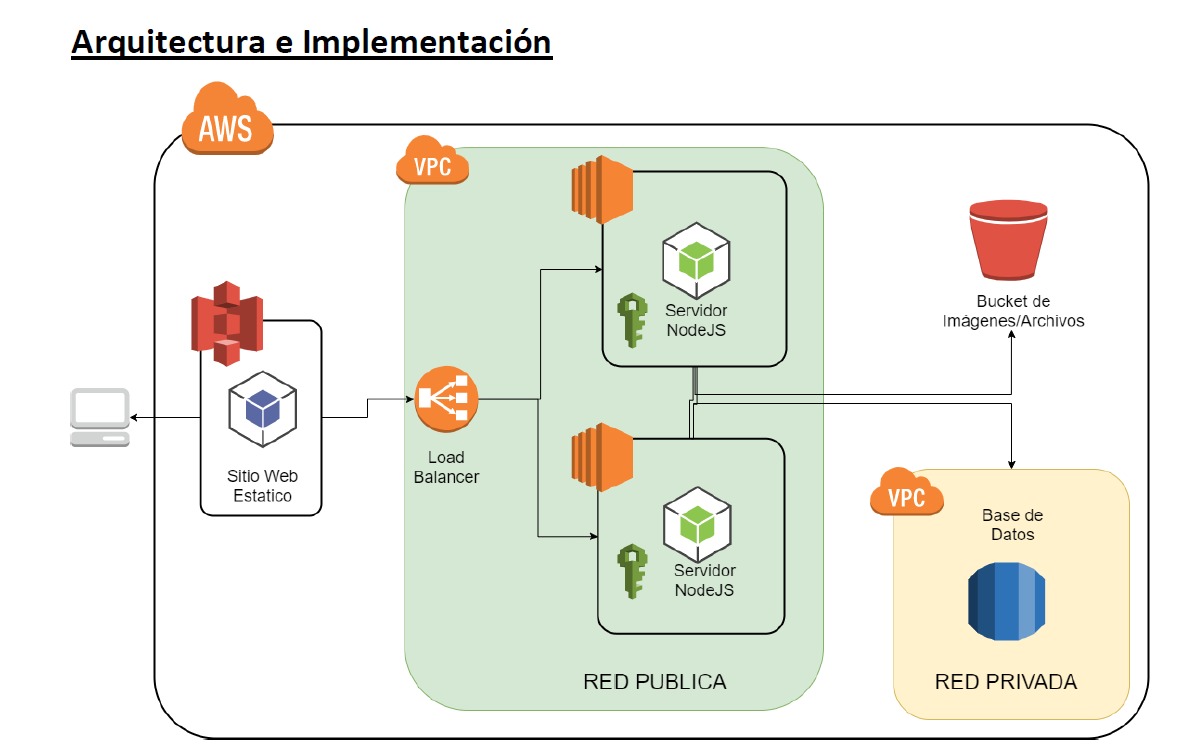 Arquitectura e Implementación
AWS
VPC
Servidor
NodeJS
Bucket de
Imágenes/Archivos
Sitio Web
Estatico
Load
Balancer
Servidor
NodeJS
VPC
Base de
Datos
RED PUBLICA
RED PRIVADA